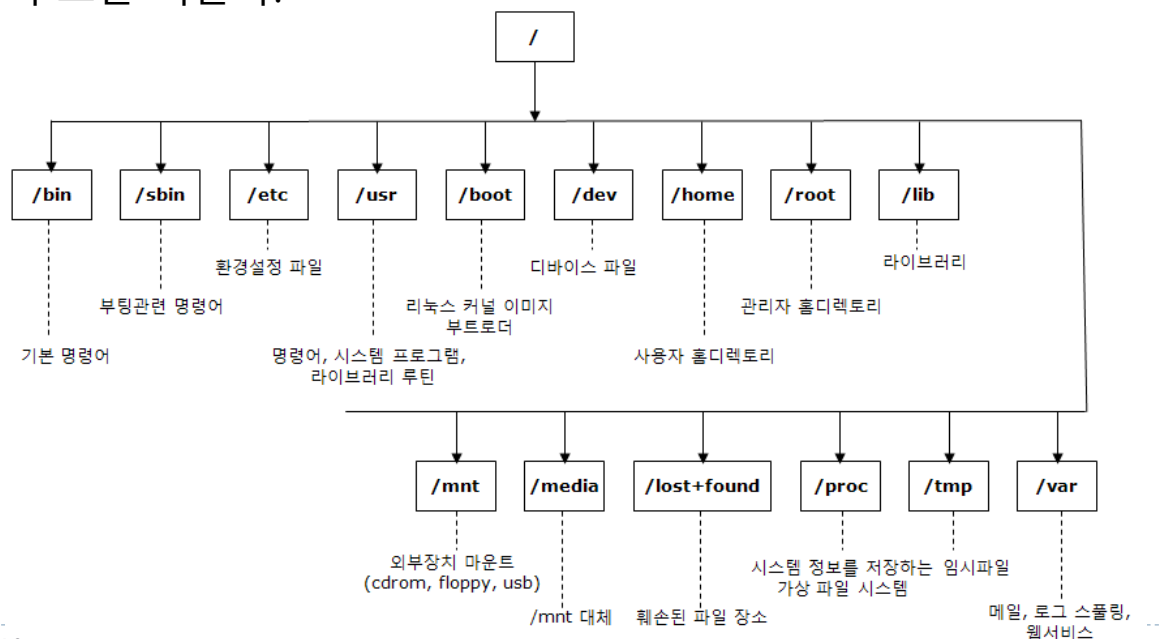 /
/bin
/sbin
/etc
/usr
/boot
/dev
/home
/root
/lib
환경설정 파일
디바이스 파일
라이브러리
부팅관련 명령어
리눅스 커널 이미지
부트로더
관리자 홈디렉토리
기본 명령어
명령어, 시스템 프로그램,
라이브러리 루틴
사용자 홈디렉토리
/mnt
/media
/lost+found
/proc
/tmp
/var
외부장치 마운트
(cdrom, floppy, usb)
시스템 정보를 저장하는
가상 파일 시스템
임시파일
/mnt 대체
훼손된 파일 장소
메일, 로그 스풀링,
웹서비스